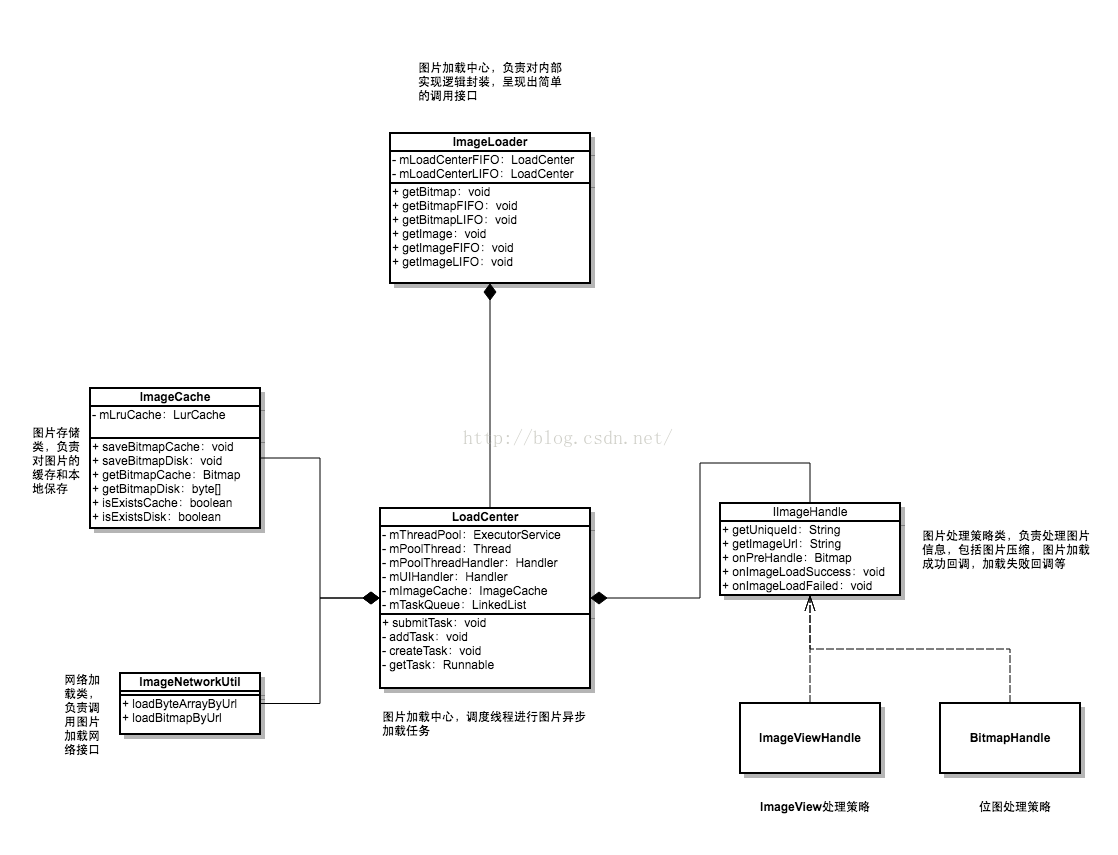 图片加载中心，负责对内部
实现逻辑封装，呈现出简单
的调用接口
ImageLoader
- mLoadCenterFIFO：LoadCenter
- mLoadCenterLIFO：LoadCenter
+ getBitmap：void
+ getBitmapFIFO：void
+ getBitmapLIFO：void
+ getImage：void
+ getImageFIFO：void
+ getImageLIFO：void
图片存储
类，负责
对图片的
缓存和本
地保存
ImageCache
- mLruCache：LurCache
+ saveBitmapCache：void
+ saveBitmapDisk：void
+ getBitmapCache：Bitmap
+ getBitmapDisk：byte[]
+ isExistsCache：boolean
+ isExistsDisk：boolean
http://blog.csdn.net/
LoadCenter
- mThreadPool：ExecutorService
- mPoolThread：Thread
- mPoolThreadHandler：Handler
- mUIHandler：Handler
- mImageCache：ImageCache
- mTaskQueue：LinkedList
+ submitTask：void
- addTask：void
- createTask：void
- getTask：Runnable
图片加载中心，调度线程进行图片异步
加载任务
IImageHandle
+ getUniqueId：String
+ getImageUrl：String
+ onPreHandle：Bitmap
+ onImageLoadSuccess：void
+ onImageLoadFailed：void
图片处理策略类，负责处理图片
信息，包括图片压缩，图片加载
成功回调，加载失败回调等
网络加
载类，
负责调
用图片
加载网
络接口
ImageNetworkUtil
+ loadByteArrayByUrl
+ loadBitmapByUrl
ImageViewHandle
ImageView处理策略
BitmapHandle
位图处理策略